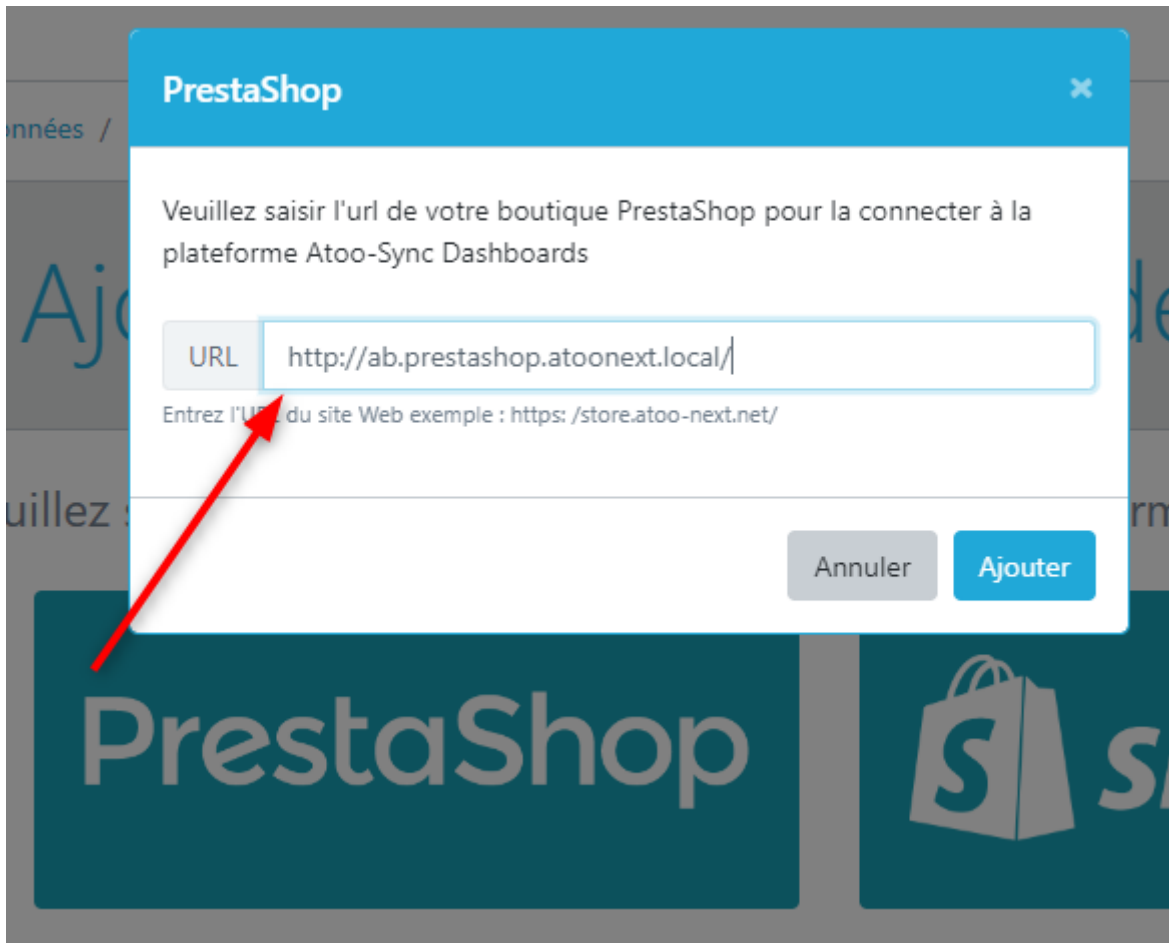 PrestaShop
×
onnées /
Veuillez saisir l'url de votre boutique PrestaShop pour la connecter à la
plateforme Atoo-Sync Dashboards
Ajo
de
URL http://ab.prestashop.atoonext.local/
Entrez l'URL du site Web exemple : https: /store.atoo-next.net/
uillez s
rm
Annuler Ajouter
PrestaShop
S